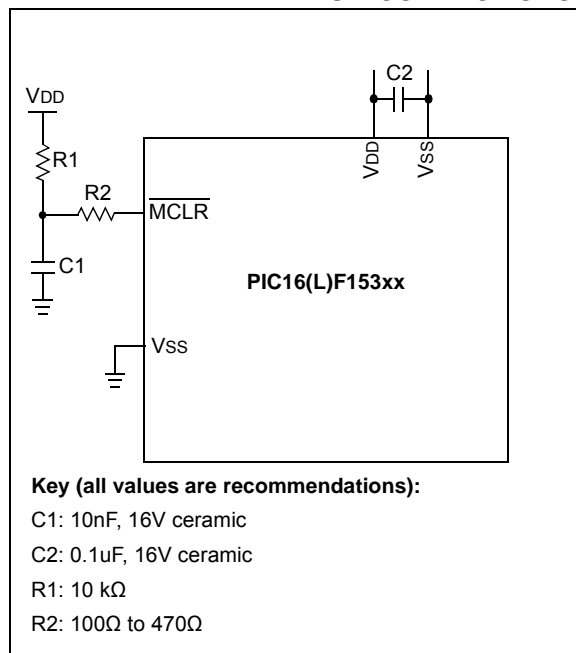 C2
VDD
R1
R2
VDD
VSS
MCLR
C1
PIC16(L)F153xx
VSS
Key (all values are recommendations):
C1: 10nF, 16V ceramic
C2: 0.1uF, 16V ceramic
R1: 10 kΩ
R2: 100Ω to 470Ω